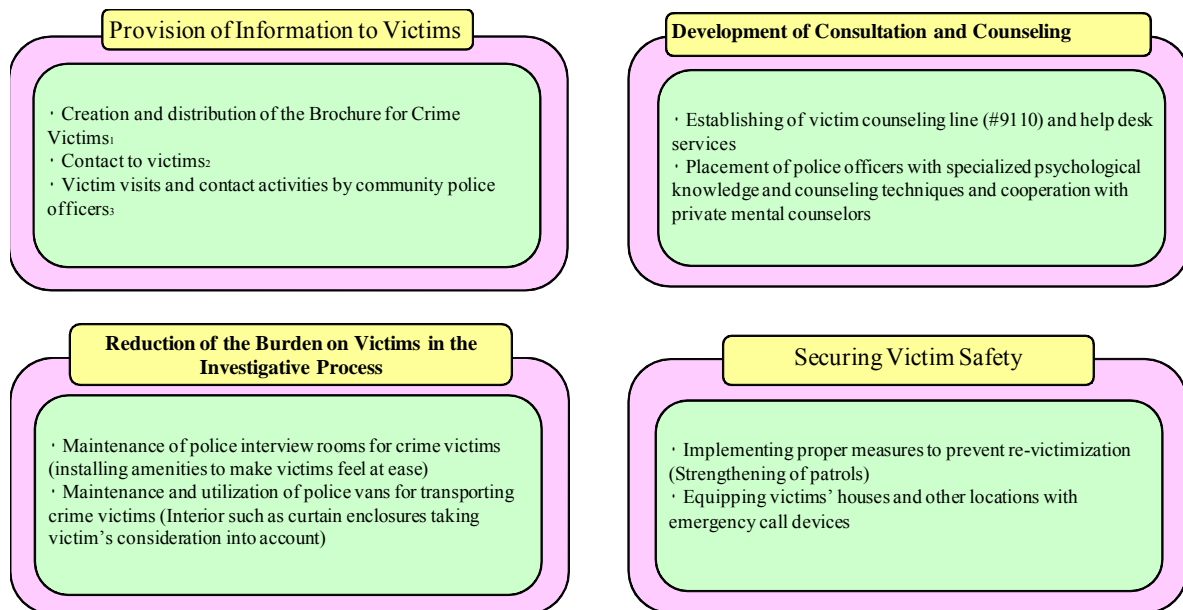 Provision of Information to Victims
・Creation and distribution of the Brochure for Crime
Victims1
・Contact to victims2
・Victim visits and contact activities by community police
officers3
Development of Consultation and Counseling
・Establishing of victim counseling line (#9110) and help desk
services
・Placement of police officers with specialized psychological
knowledge and counseling techniques and cooperation with
private mental counselors
Reduction of the Burden on Victims in the
Investigative Process
・Maintenance of police interview rooms for crime victims
(installing amenities to make victims feel at ease)
・Maintenance and utilization of police vans for transporting
crime victims (Interior such as curtain enclosures taking
victim's consideration into account)
Securing Victim Safety
・Implementing proper measures to prevent re-victimization
(Strengthening of patrols)
・Equipping victims' houses and other locations with
emergency call devices